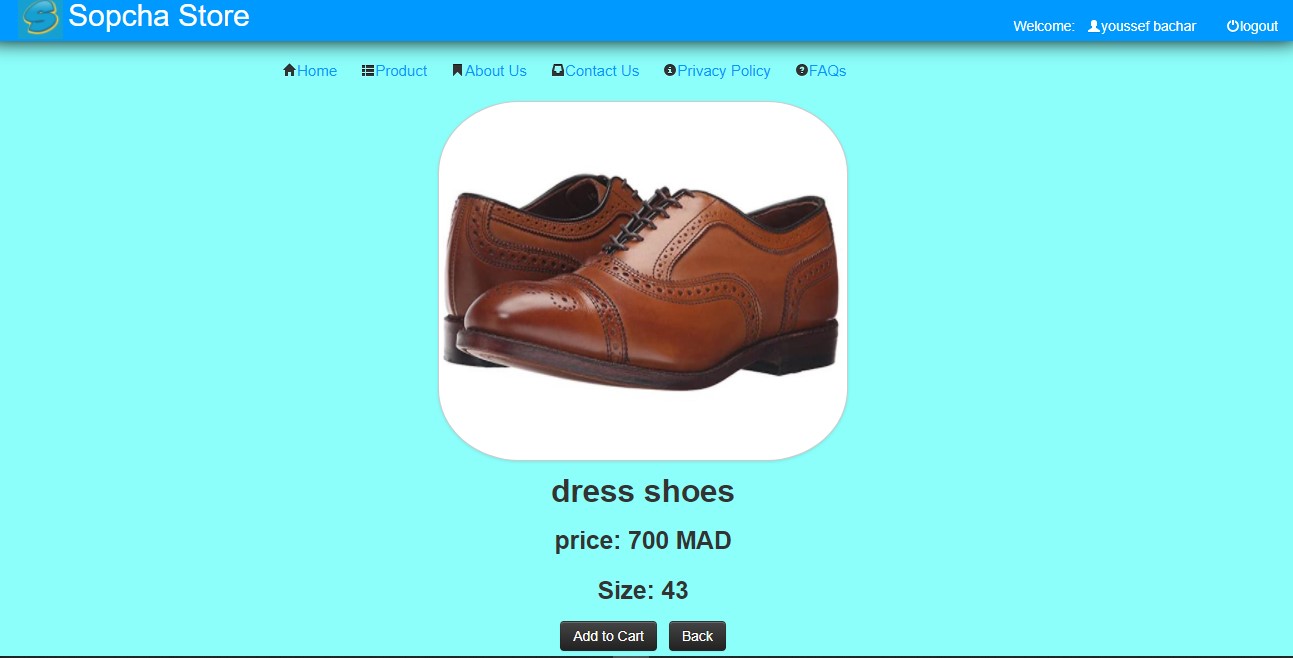 Sopcha Store
Welcome: youssef bachar logout
Home Product About Us Contact Us Privacy Policy FAQs
dress shoes
price: 700 MAD
Size: 43
Add to Cart Back